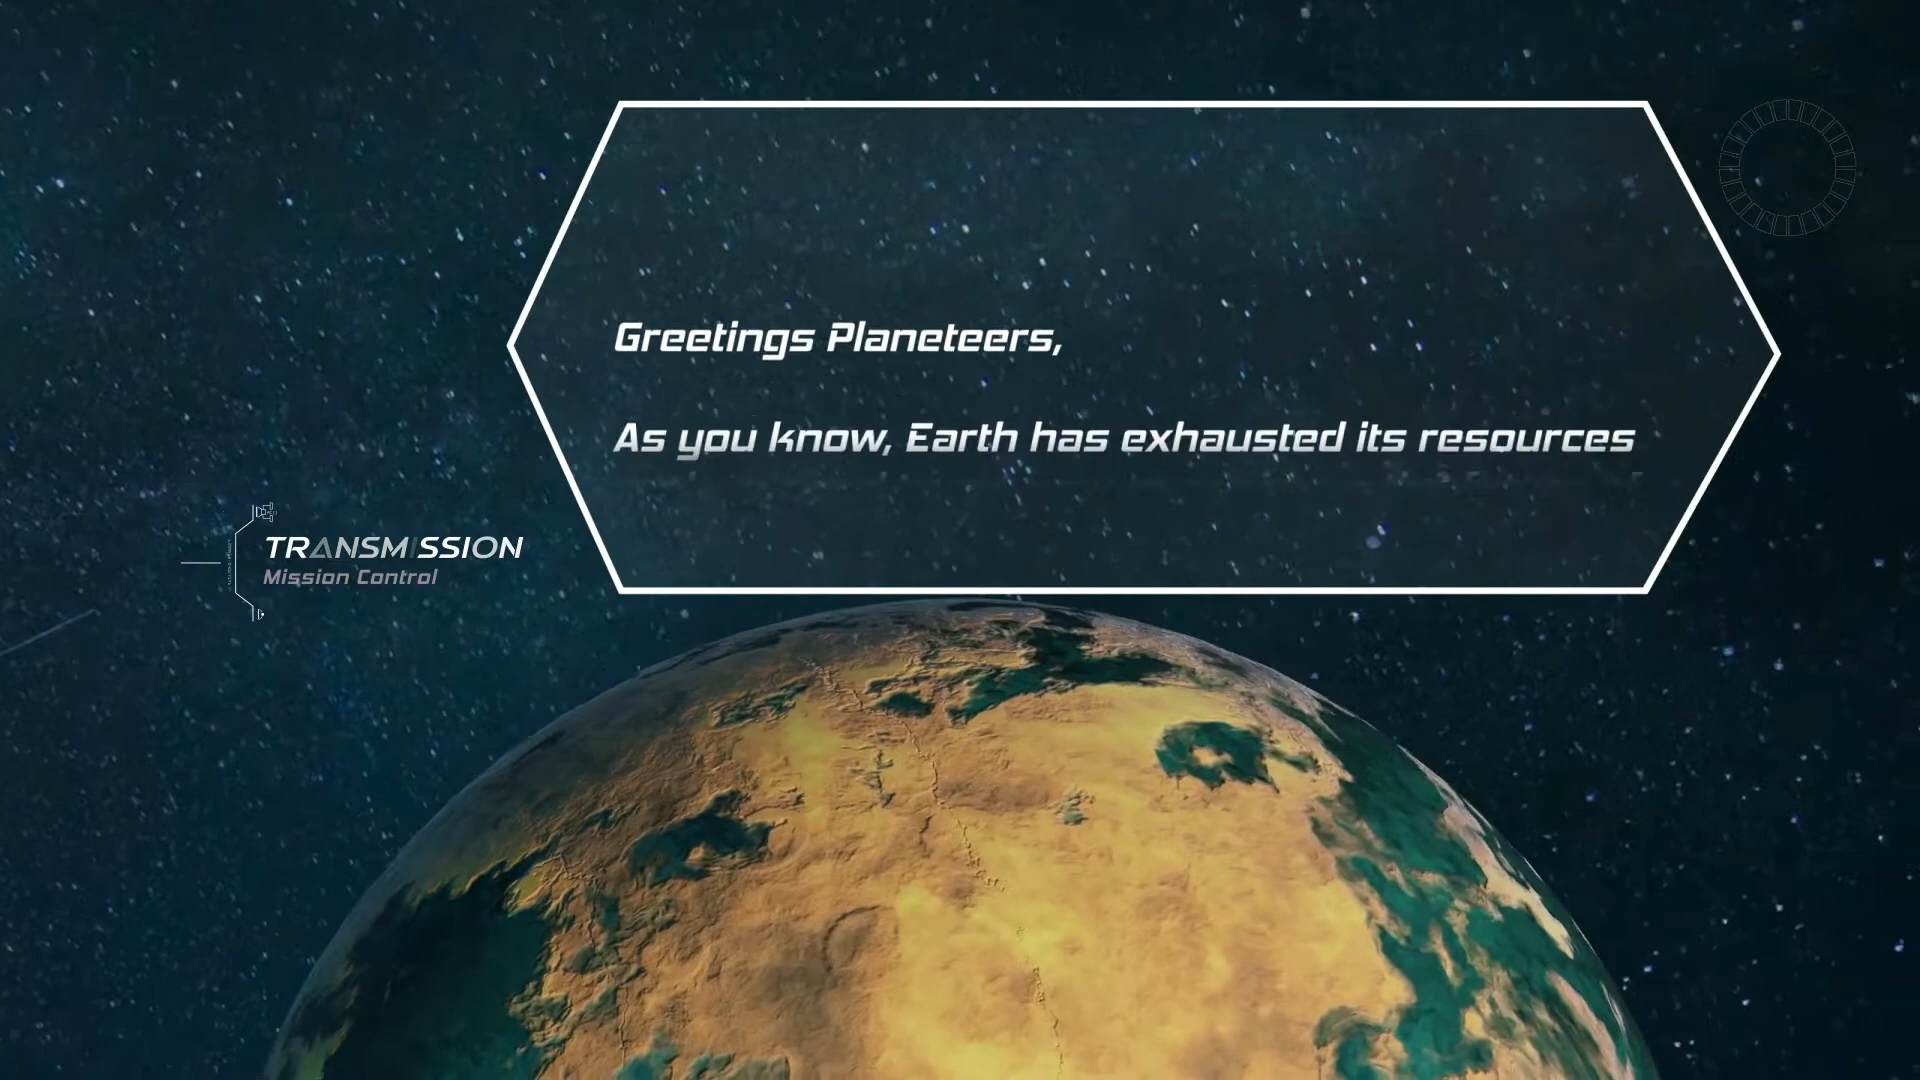 Greetings Planeteers,
As you know, Earth has exhausted its resources
TRANSMISSION
Mission Control